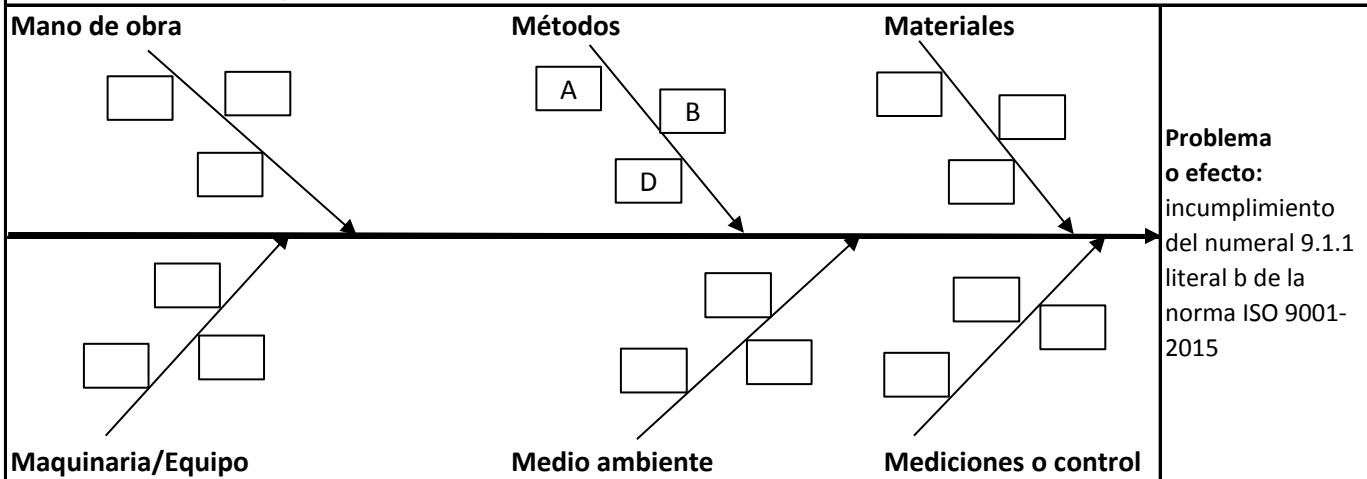 Mano de obra
Métodos
Materiales
A
B
D
Problema
o efecto:
incumplimiento
del numeral 9.1.1
literal b de la
norma ISO 9001-
2015
Maquinaria/Equipo
Medio ambiente
Mediciones o control